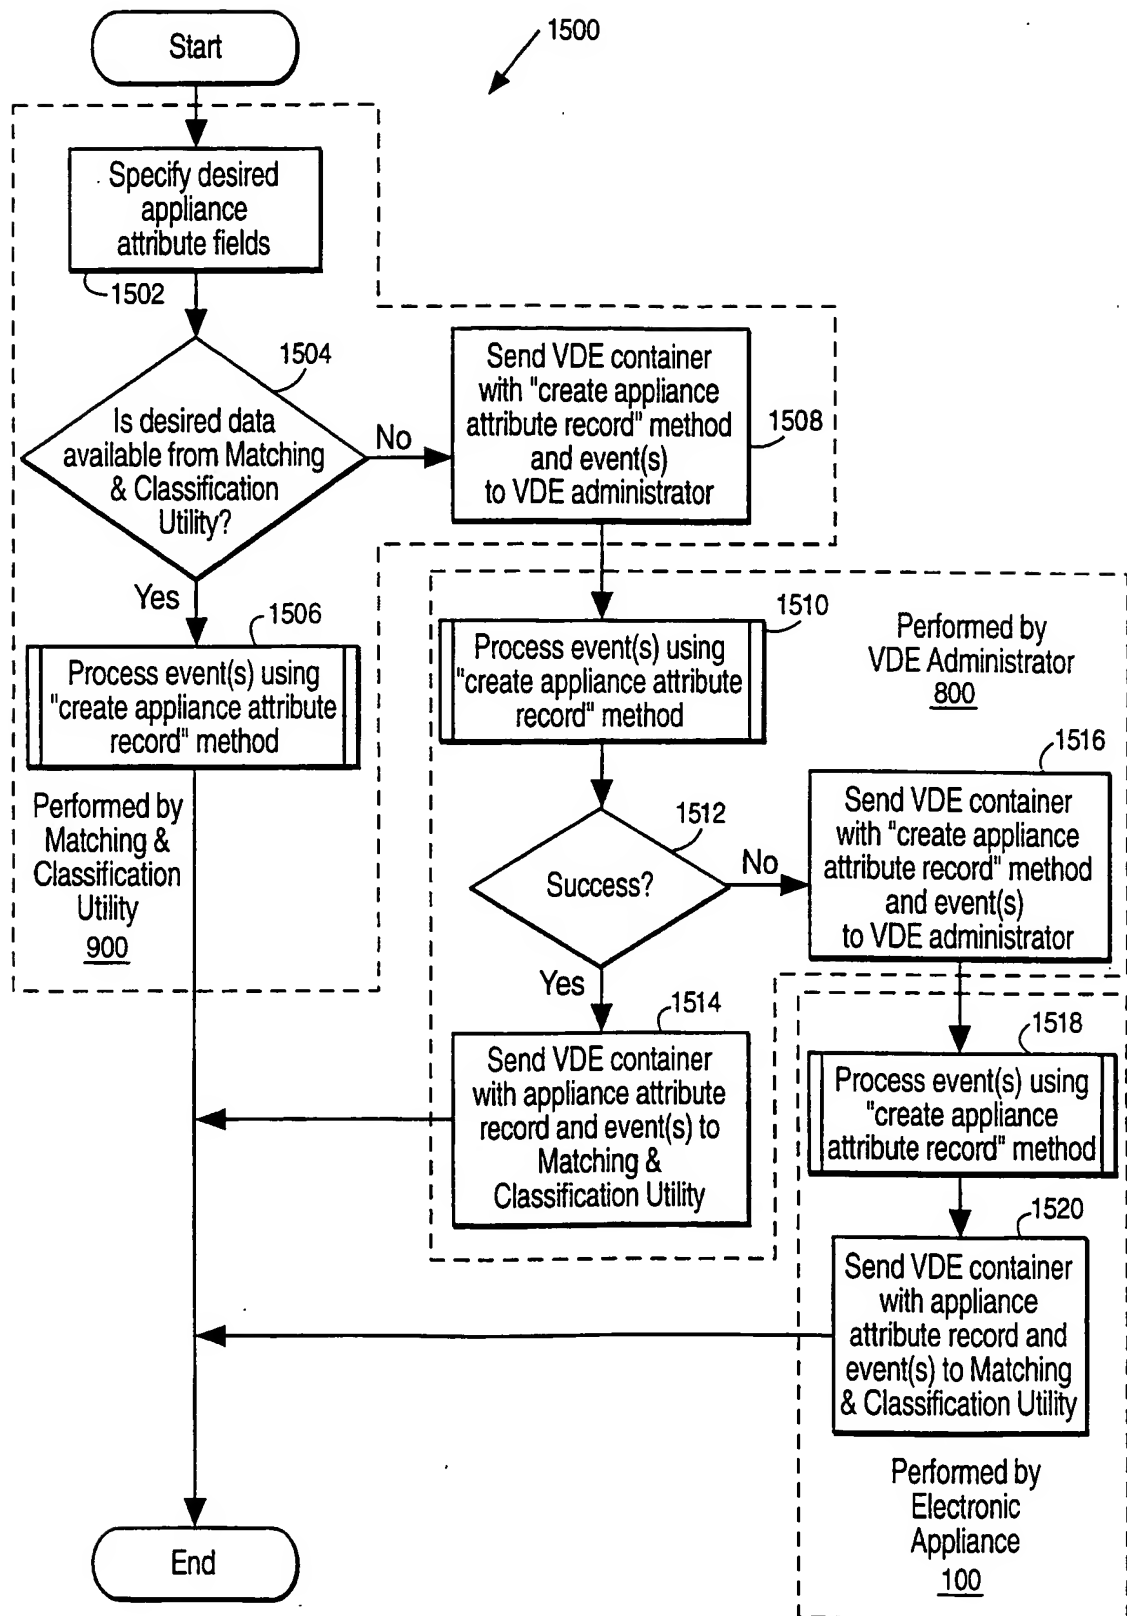 Start
1500
Specify desired
appliance
attribute fields
1502
1504
Is desired data
available from Matching
& Classification
Utility?
No
Yes
Send VDE container
with "create appliance
attribute record" method
and event(s)
to VDE administrator
1508
1506
Process event(s) using
"create appliance attribute
record" method
Performed by
Matching &
Classification
Utility
900
1510
Process event(s) using
"create appliance attribute
record" method
Performed by
VDE Administrator
800
1512
Success?
No
Yes
1516
Send VDE container
with "create appliance
attribute record" method
and event(s)
to VDE administrator
1514
Send VDE container
with appliance attribute
record and event(s) to
Matching &
Classification Utility
1518
Process event(s) using
"create appliance
attribute record" method
1520
Send VDE container
with appliance
attribute record and
event(s) to Matching
& Classification Utility
Performed by
Electronic
Appliance
100
End